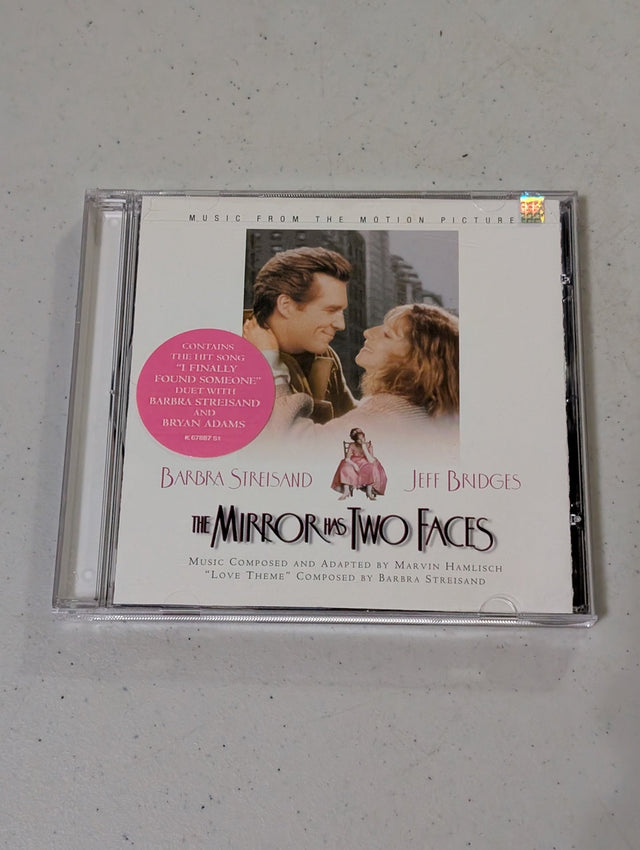 MUSIC FROM THE MOTION PICTURE
CONTAINS
THE HIT SONG
"I FINALLY
FOUND SOMEONE"
DUET WITH
BARBRA STREISAND
AND
BRYAN ADAMS
K 67887 S1
BARBRA STREISAND
JEFF BRIDGES
THE MIRROR HAS TWO FACES
MUSIC COMPOSED AND ADAPTED BY MARVIN HAMLISCH
"LOVE THEME" COMPOSED BY BARBRA STREISAND